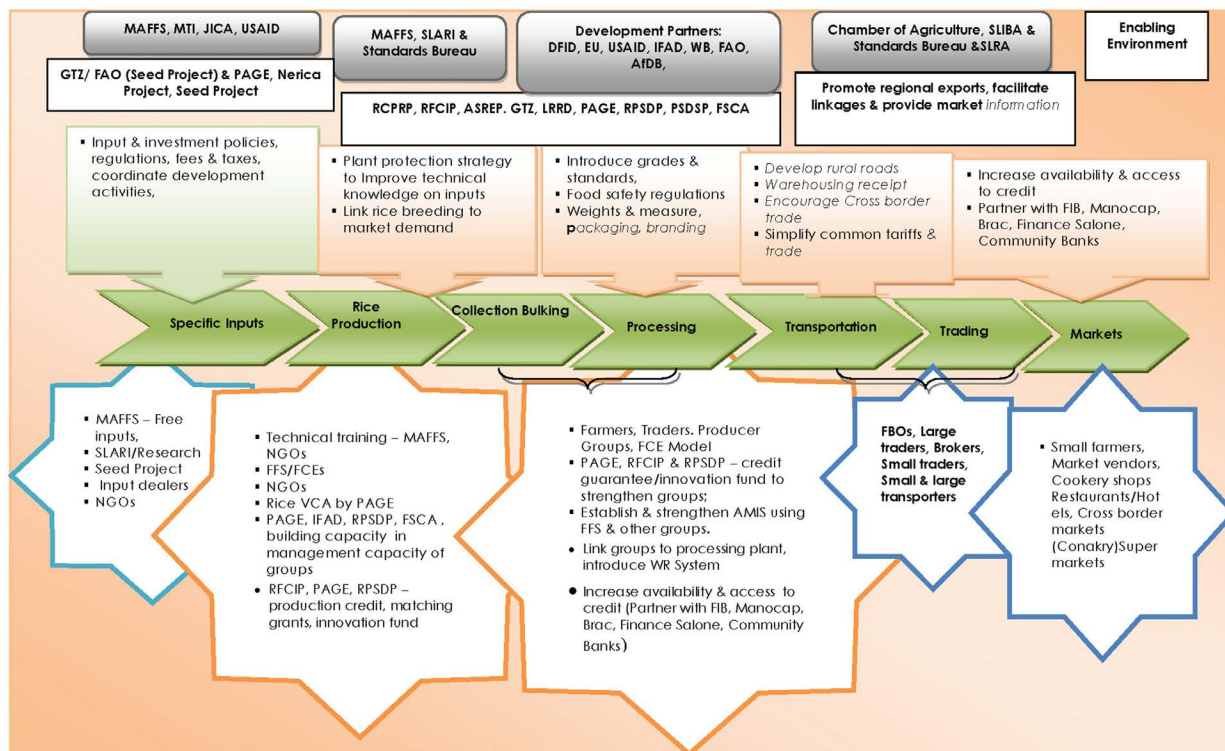 MAFFS, MTI, JICA, USAID
GTZ/ FAO (Seed Project) & PAGE, Nerica
Project, Seed Project
MAFFS, SLARI &
Standards Bureau
Development Partners:
DFID, EU, USAID, IFAD, WB, FAO,
AfDB,
RCPRP, RFCIP, ASREP. GTZ, LRRD, PAGE, RPSDP, PSDSP, FSCA
Chamber of Agriculture, SLIBA &
Standards Bureau &SLRA
Promote regional exports, facilitate
linkages & provide market information
Enabling
Environment
▪ Input & investment policies,
regulations, fees & taxes,
coordinate development
activities,
▪ Plant protection strategy
to Improve technical
knowledge on inputs
▪ Link rice breeding to
market demand
▪ Introduce grades &
standards,
▪ Food safety regulations
▪ Weights & measure,
packaging, branding
▪ Develop rural roads
▪ Warehousing receipt
▪ Encourage Cross border
trade
▪ Simplify common tariffs &
trade
▪ Increase availability & access
to credit
▪ Partner with FIB, Manocap,
Brac, Finance Salone,
Community Banks
Specific Inputs
Rice
Production
Collection Bulking
Processing
Transportation
Trading
Markets
▪ MAFFS – Free
inputs,
▪ SLARI/Research
▪ Seed Project
▪ Input dealers
▪ NGOs
▪ Technical training – MAFFS,
NGOs
▪ FFS/FCEs
▪ NGOs
▪ Rice VCA by PAGE
▪ PAGE, IFAD, RPSDP, FSCA ,
building capacity in
management capacity of
groups
• RFCIP, PAGE, RPSDP –
production credit, matching
grants, innovation fund
▪ Farmers, Traders. Producer
Groups, FCE Model
▪ PAGE, RFCIP & RPSDP – credit
guarantee/innovation fund to
strengthen groups;
▪ Establish & strengthen AMIS using
FFS & other groups.
• Link groups to processing plant,
introduce WR System
• Increase availability & access to
credit (Partner with FIB, Manocap,
Brac, Finance Salone, Community
Banks)
FBOs, Large
traders, Brokers,
Small traders,
Small & large
transporters
▪ Small farmers,
Market vendors,
Cookery shops
Restaurants/Hot
els, Cross border
markets
(Conakry)Super
markets